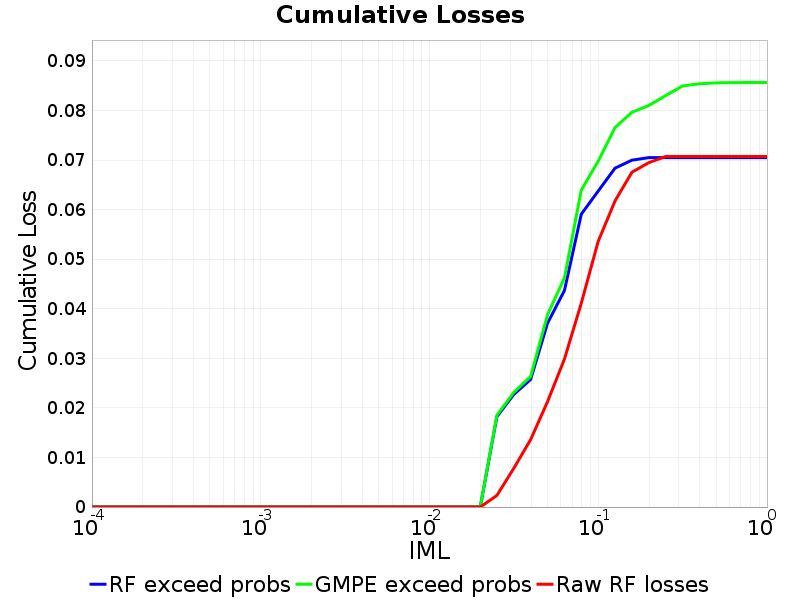 Cumulative Losses
Cumulative Loss
0.09
0.08
0.07
0.06
0.05
0.04
0.03
0.02
0.01
0
10^-4 10^-3 10^-2 10^-1 10^0
IML
RF exceed probs GMPE exceed probs Raw RF losses